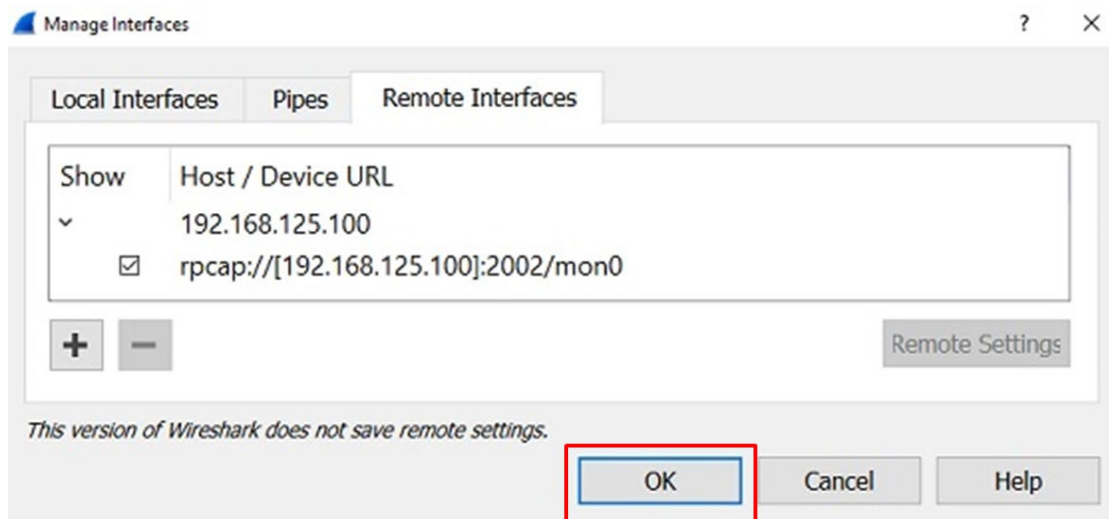 Manage Interfaces ? ×
Local Interfaces Pipes Remote Interfaces
Show Host / Device URL
192.168.125.100
rpcap://[192.168.125.100]:2002/mon0
Remote Settings
This version of Wireshark does not save remote settings.
OK Cancel Help